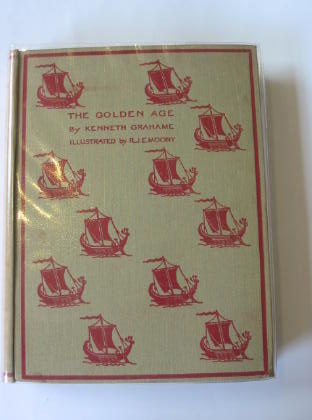 THE GOLDEN AGE
By KENNETH GRAHAME
ILLUSTRATED by R.J.E.MOONY